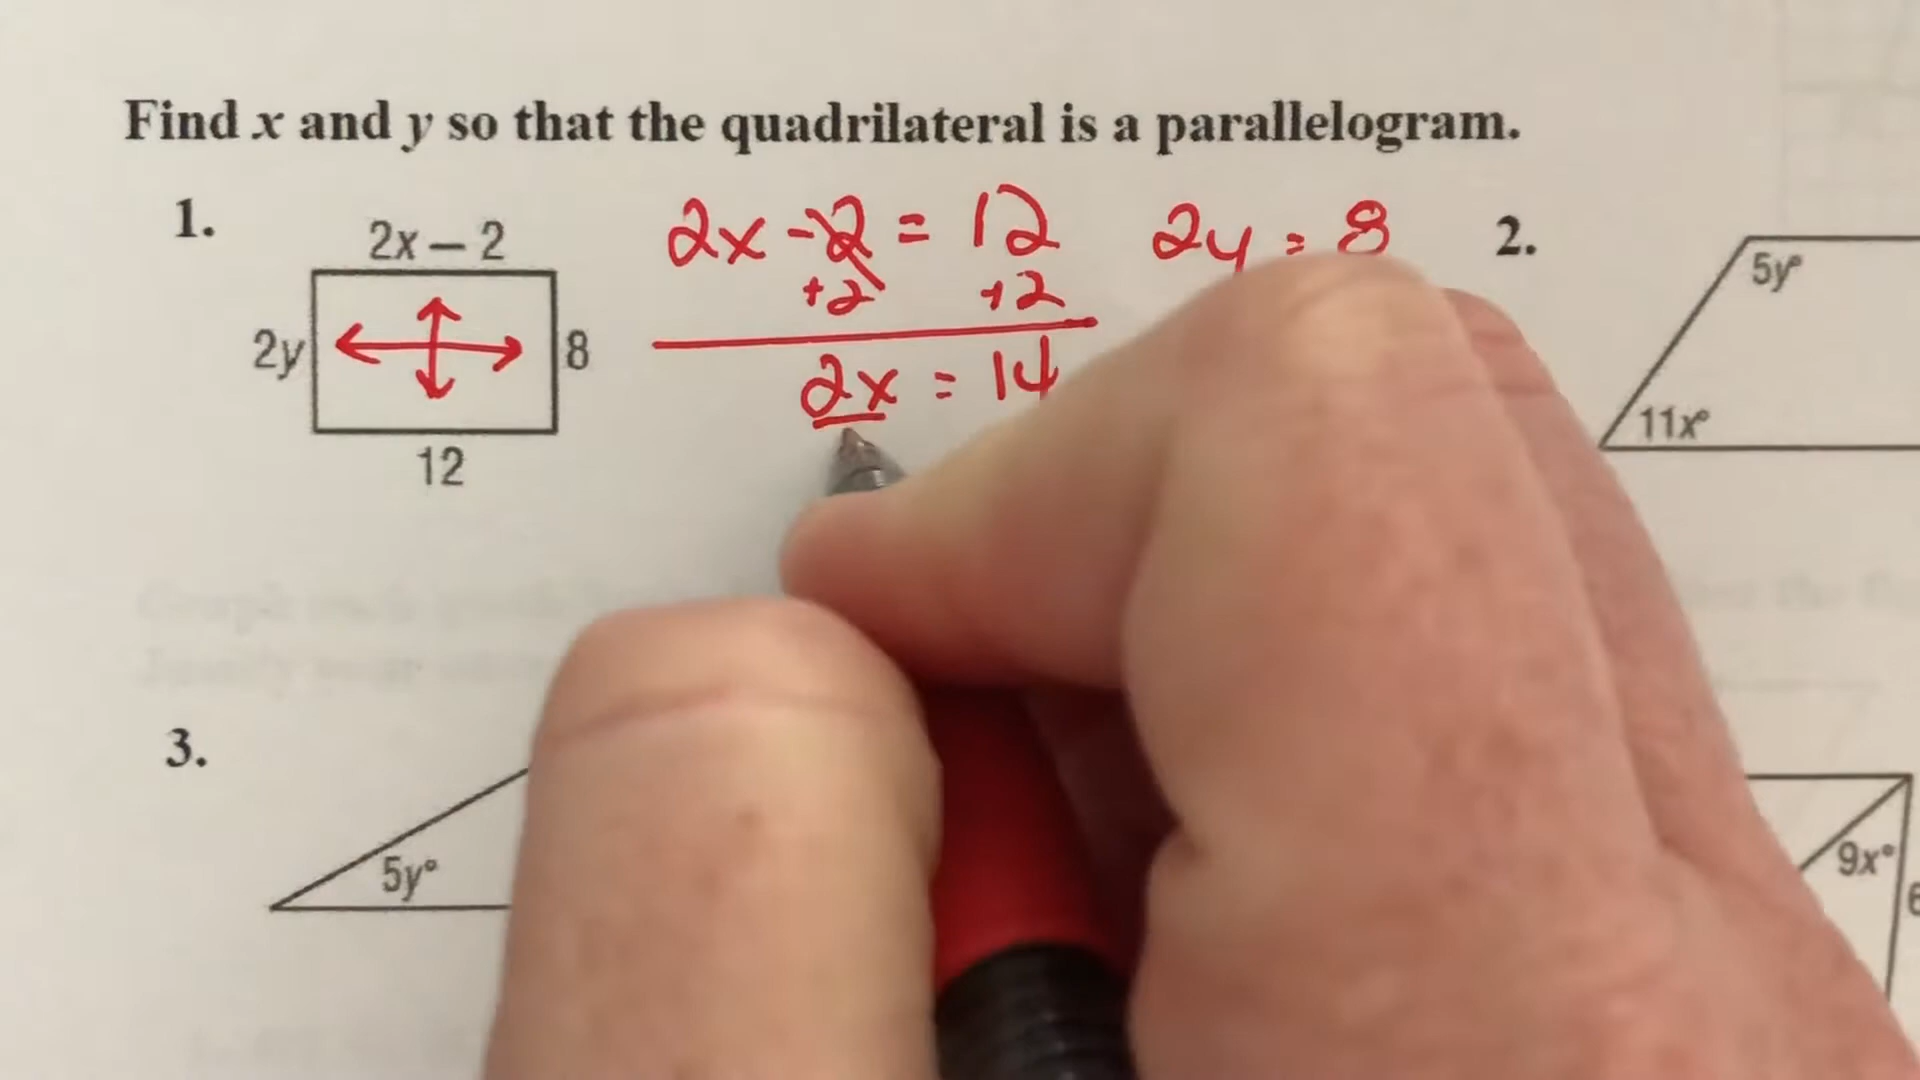 Find x and y so that the quadrilateral is a parallelogram.
1.
2x – 2
2y
8
12
2x - 2 = 12
+2 +2
2x = 14
2y = 8
2.
5y°
11x°
3.
5y°
9x°